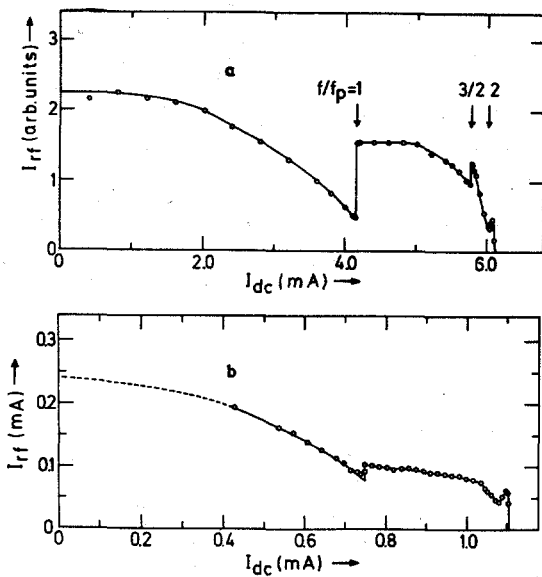 3
2
1
0
I_rf (arb.units) →
a
f/f_p=1
3/2
2
0
2.0
4.0
6.0
I_dc (mA) →
0.3
0.2
0.1
0
I_rf (mA) →
b
0
0.2
0.4
0.6
0.8
1.0
I_dc (mA) →